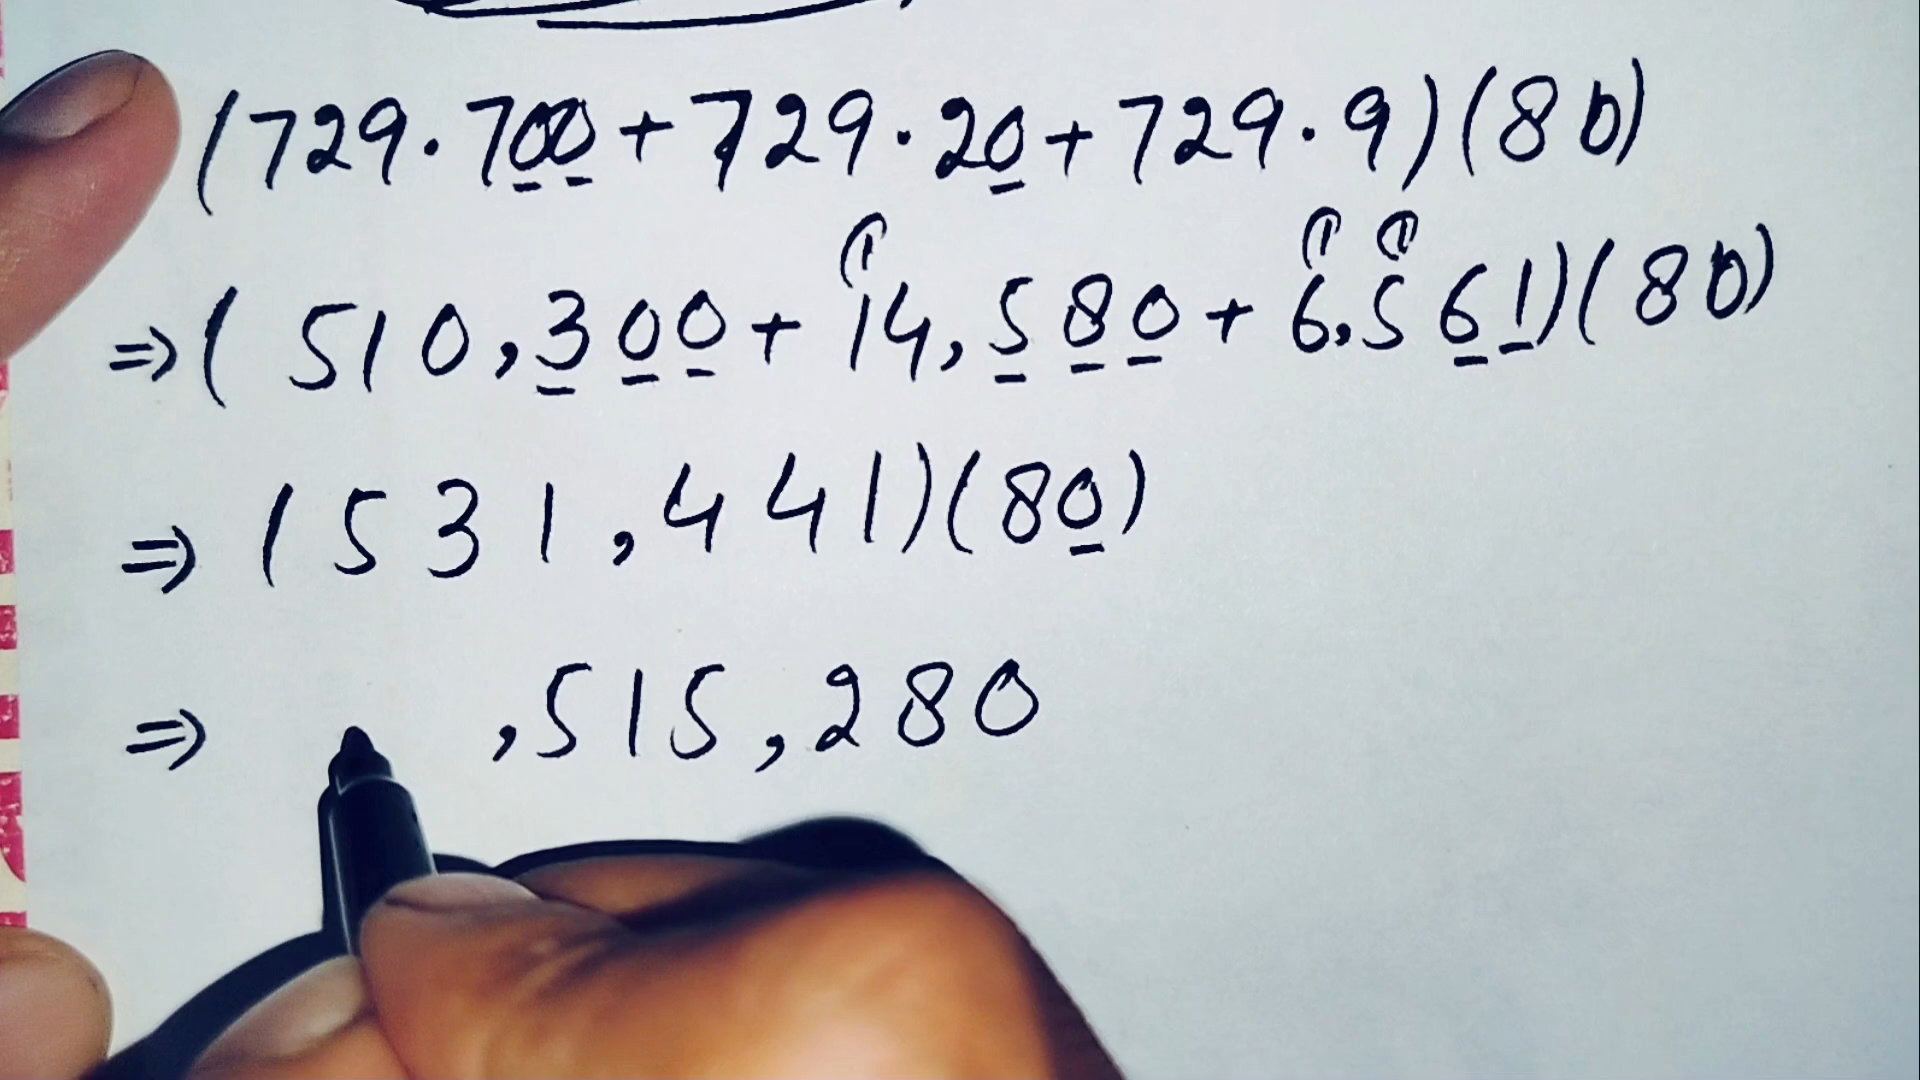 (729·700+729·20+729·9)(80)
⇒(510,300+14,580+6,561)(80)
⇒(531,441)(80)
⇒ ,515,280